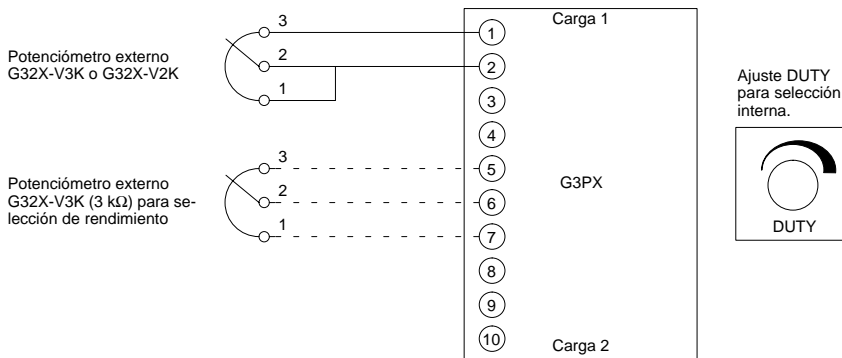 Potenciómetro externo
G32X-V3K o G32X-V2K
3
2
1
Potenciómetro externo
G32X-V3K (3 kΩ) para se-
lección de rendimiento
3
2
1
Carga 1
1
2
3
4
5
6
7
8
9
10
G3PX
Carga 2
Ajuste DUTY
para selección
interna.
DUTY